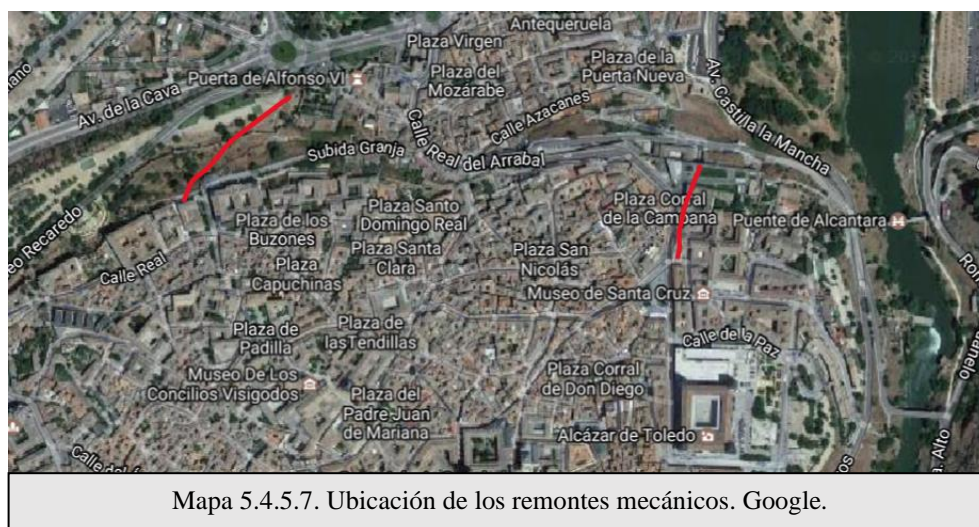 Antequeruela
Plaza Virgen
Plaza de la
Puerta Nueva
Plaza del
Mozárabe
Puerta de Alfonso VI
Av. de la Cava
Calle Azacanes
Av. Castilla la Mancha
Subida Granja
Calle Real del Arrabal
Plaza Corral
de la Campana
Puente de Alcantara
Plaza Santo
Domingo Real
Plaza de los
Buzones
Recaredo
Plaza Santa
Clara
Plaza San
Nicolás
Calle Real
Plaza
Capuchinas
Museo de Santa Cruz
Plaza de
Padilla
Plaza de
lasTendillas
Calle de la Paz
Museo De Los
Concilios Visigodos
Plaza Corral
de Don Diego
Plaza del
Padre Juan
de Mariana
Alcázar de Toledo
Alto
Mapa 5.4.5.7. Ubicación de los remontes mecánicos. Google.